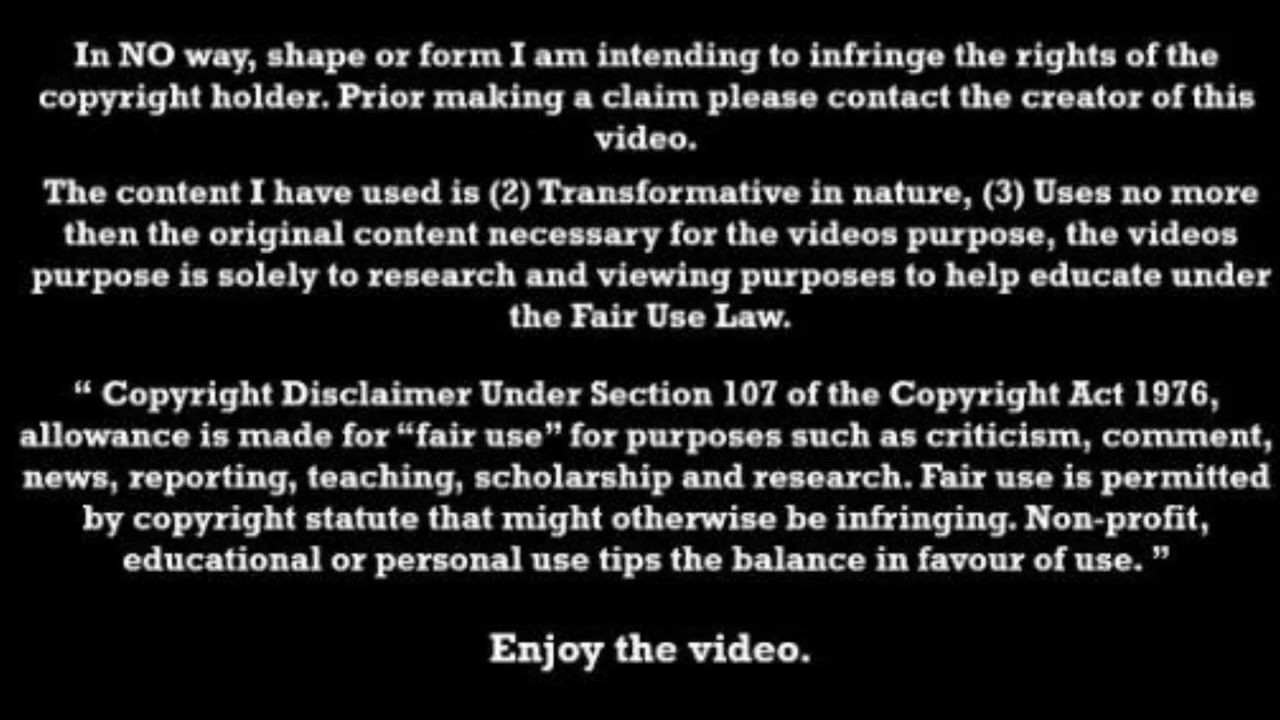 In NO way, shape or form I am intending to infringe the rights of the
copyright holder. Prior making a claim please contact the creator of this
video.
The content I have used is (2) Transformative in nature, (3) Uses no more
then the original content necessary for the videos purpose, the videos
purpose is solely to research and viewing purposes to help educate under
the Fair Use Law.
“ Copyright Disclaimer Under Section 107 of the Copyright Act 1976,
allowance is made for “fair use” for purposes such as criticism, comment,
news, reporting, teaching, scholarship and research. Fair use is permitted
by copyright statute that might otherwise be infringing. Non-profit,
educational or personal use tips the balance in favour of use. ”
Enjoy the video.